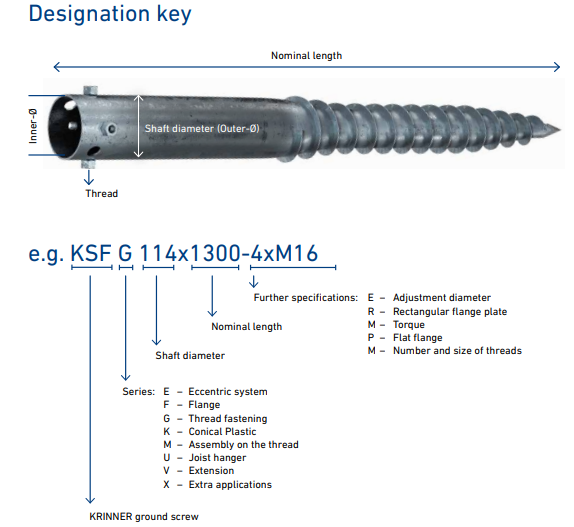 Designation key
Nominal length
Inner-Ø
Shaft diameter (Outer-Ø)
Thread
e.g. KSF G 114x1300-4xM16
Further specifications: E – Adjustment diameter
R – Rectangular flange plate
M – Torque
P – Flat flange
M – Number and size of threads
Nominal length
Shaft diameter
Series: E – Eccentric system
F – Flange
G – Thread fastening
K – Conical Plastic
M – Assembly on the thread
U – Joist hanger
V – Extension
X – Extra applications
KRINNER ground screw